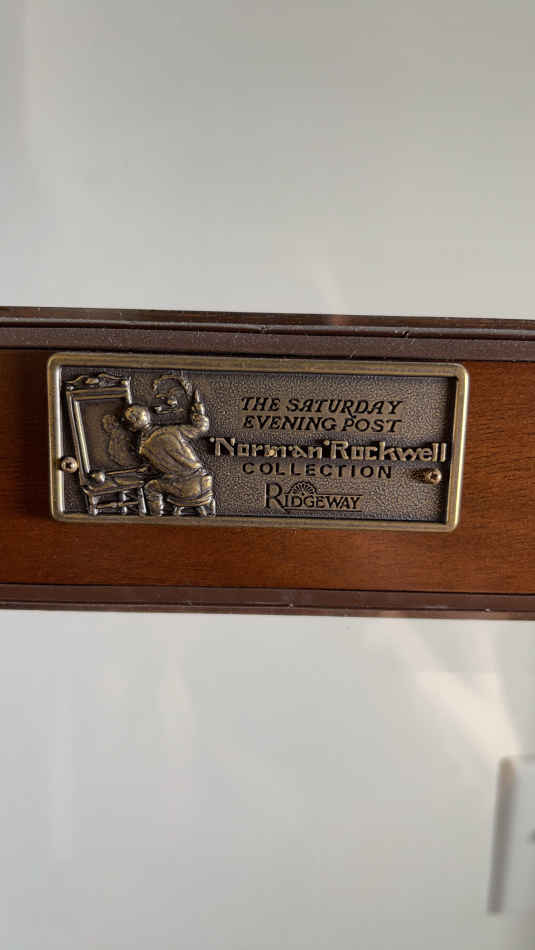 THE SATURDAY
EVENING POST
Norman Rockwell
COLLECTION
RIDGEWAY